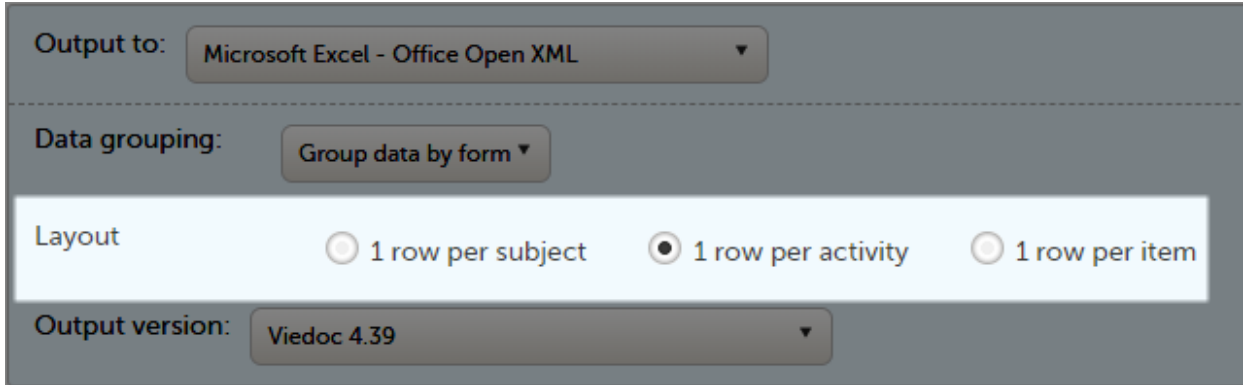 Output to: Microsoft Excel - Office Open XML
Data grouping: Group data by form
Layout 1 row per subject 1 row per activity 1 row per item
Output version: Viedoc 4.39